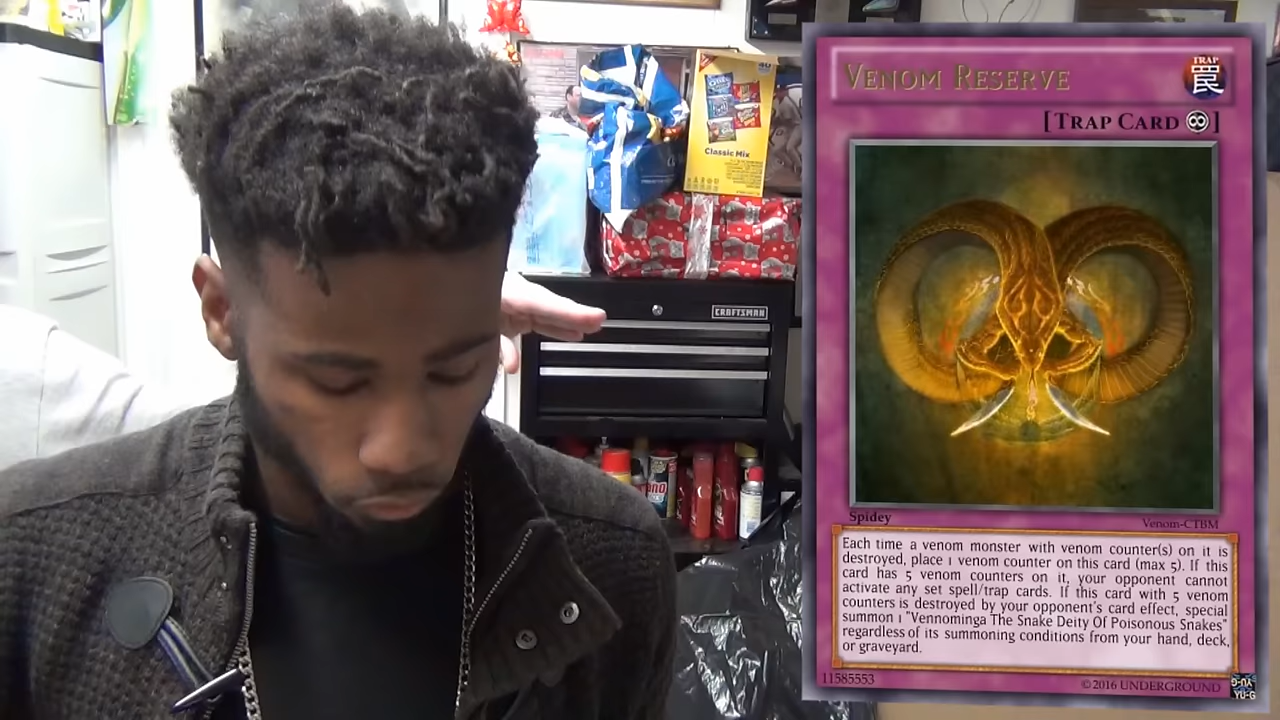 VENOM RESERVE
TRAP
罠
[TRAP CARD ]
Classic Mix
CRAFTSMAN
Spidey
Venom-CTBM
Each time a venom monster with venom counter(s) on it is
destroyed, place 1 venom counter on this card (max 5). If this
card has 5 venom counters on it, your opponent cannot
activate any set spell/trap cards. If this card with 5 venom
counters is destroyed by your opponent's card effect, special
summon 1 "Vennominga The Snake Deity Of Poisonous Snakes"
regardless of its summoning conditions from your hand, deck,
or graveyard.
11585553
©2016 UNDERGROUND